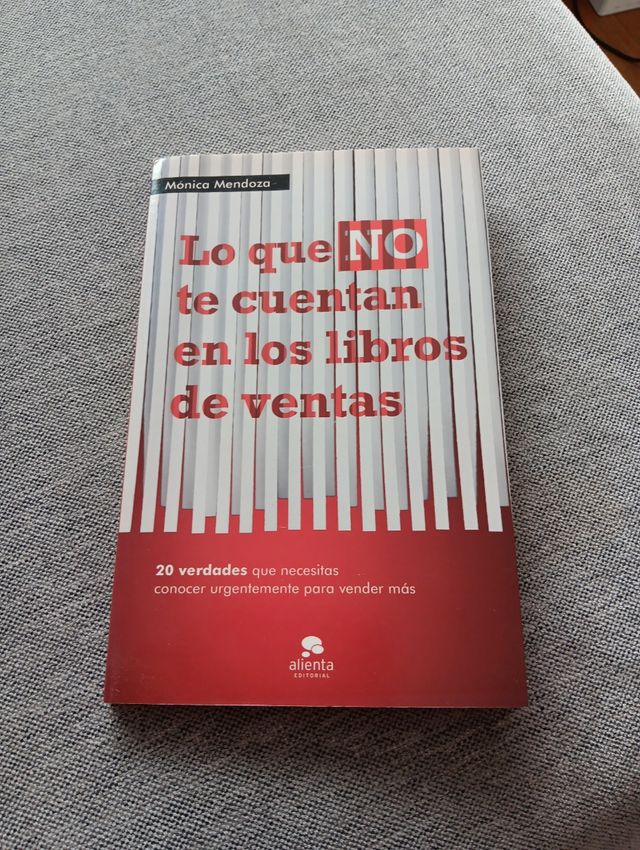 Mónica Mendoza
Lo que NO
te cuentan
en los libros
de ventas
20 verdades que necesitas
conocer urgentemente para vender más
alienta
EDITORIAL